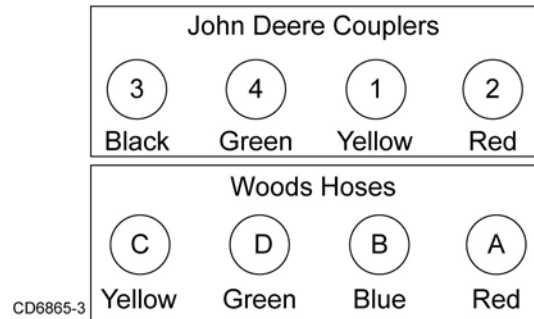 John Deere Couplers
3 4 1 2
Black Green Yellow Red
Woods Hoses
C D B A
Yellow Green Blue Red
CD6865-3